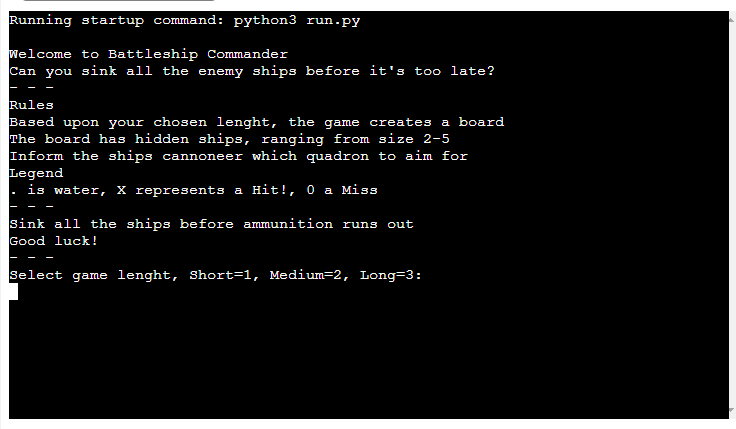 Running startup command: python3 run.py
Welcome to Battleship Commander
Can you sink all the enemy ships before it's too late?
- - -
Rules
Based upon your chosen lenght, the game creates a board
The board has hidden ships, ranging from size 2-5
Inform the ships cannoneer which quadron to aim for
Legend
. is water, X represents a Hit!, 0 a Miss
- - -
Sink all the ships before ammunition runs out
Good luck!
- - -
Select game lenght, Short=1, Medium=2, Long=3: